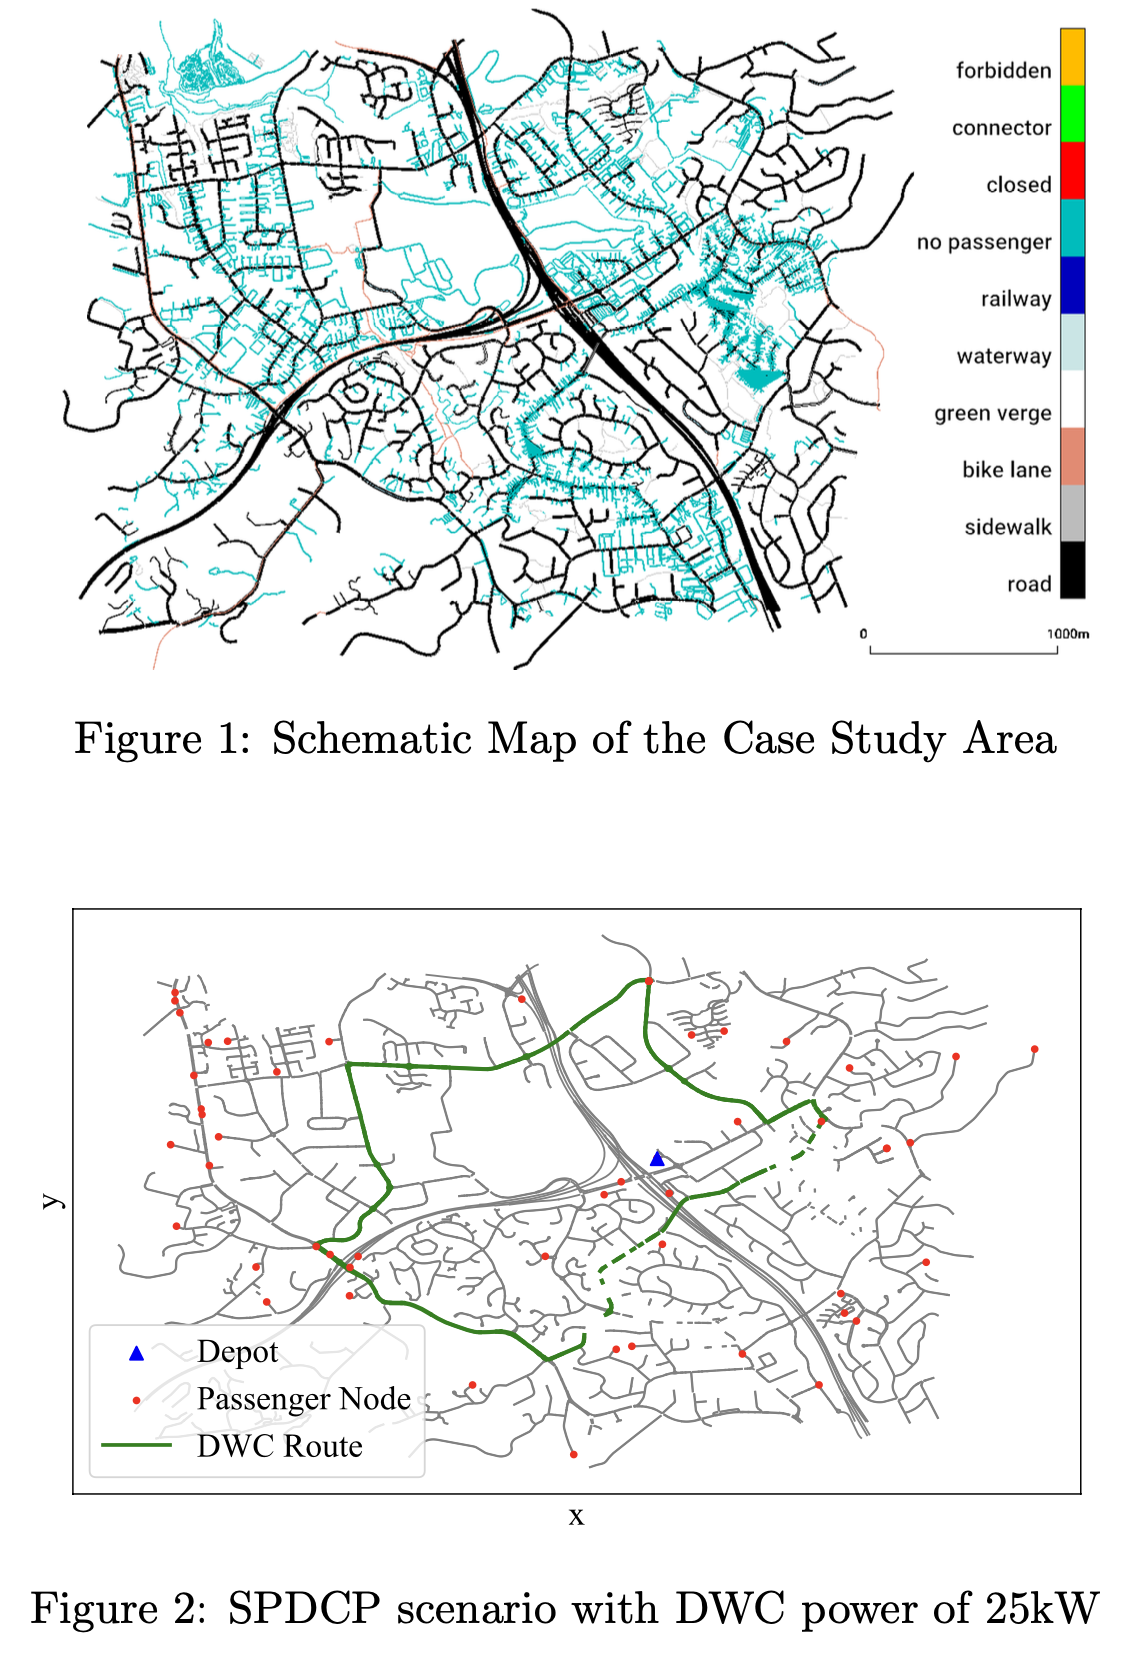 forbidden
connector
closed
no passenger
railway
waterway
green verge
bike lane
sidewalk
road
0 1000m
Figure 1: Schematic Map of the Case Study Area
y
Depot
Passenger Node
DWC Route
x
Figure 2: SPDCP scenario with DWC power of 25kW